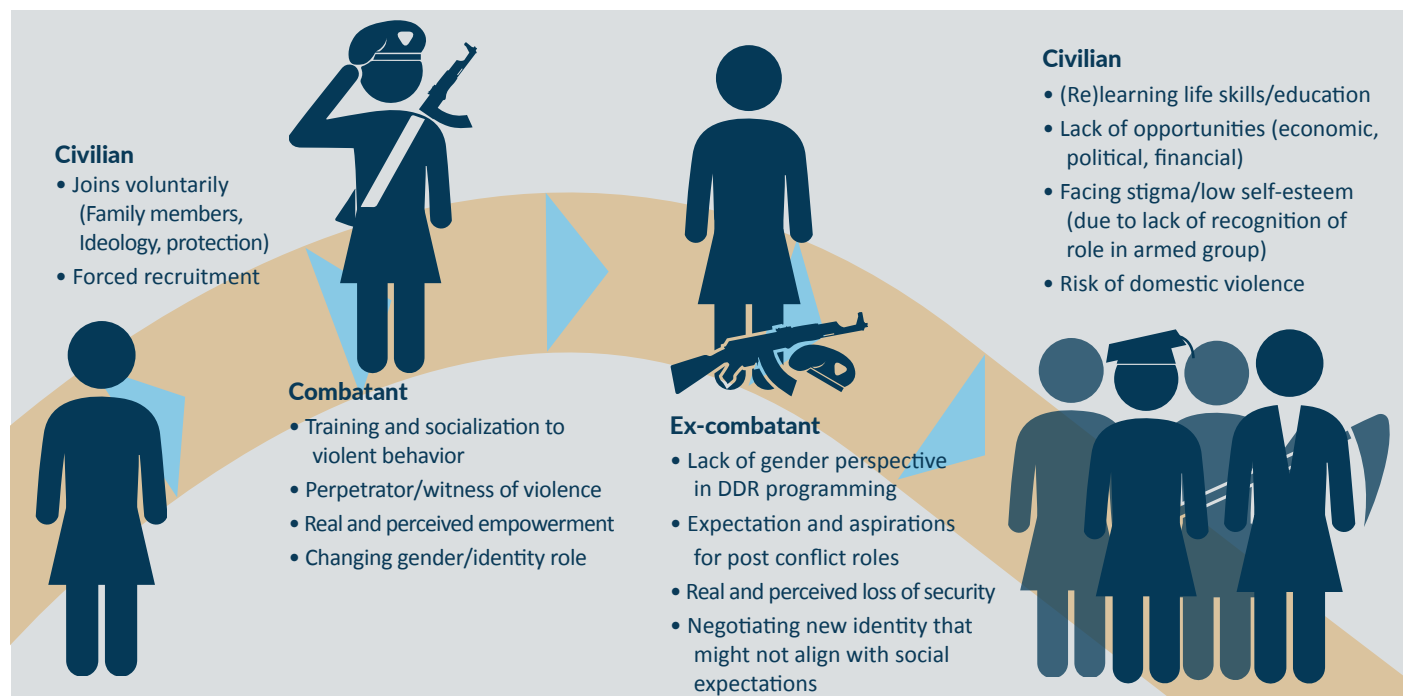 Civilian
• Joins voluntarily
(Family members,
Ideology, protection)
• Forced recruitment
Combatant
• Training and socialization to
violent behavior
• Perpetrator/witness of violence
• Real and perceived empowerment
• Changing gender/identity role
Ex-combatant
• Lack of gender perspective
in DDR programming
• Expectation and aspirations
for post conflict roles
• Real and perceived loss of security
• Negotiating new identity that
might not align with social
expectations
Civilian
• (Re)learning life skills/education
• Lack of opportunities (economic,
political, financial)
• Facing stigma/low self-esteem
(due to lack of recognition of
role in armed group)
• Risk of domestic violence